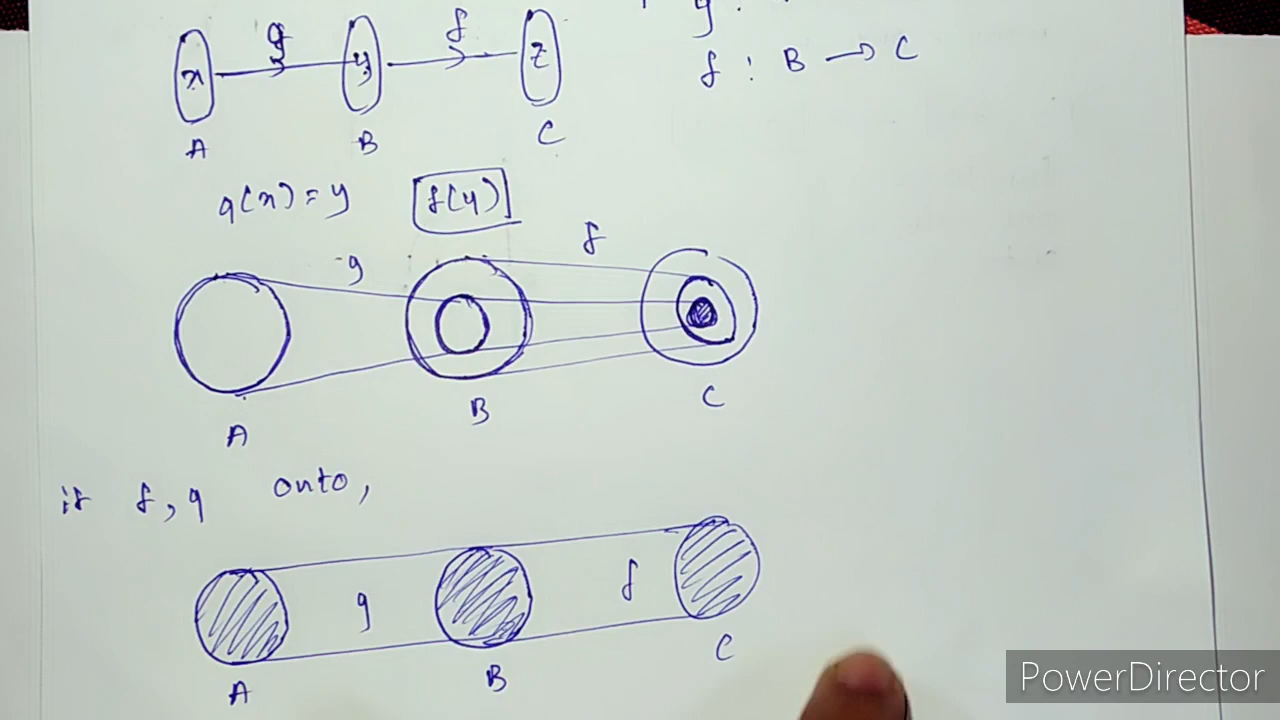 g f
g :
x y z
f : B → C
A B C
g(x) = y [f(y)]
g f
A B C
if f, g onto,
g f
A B C
PowerDirector